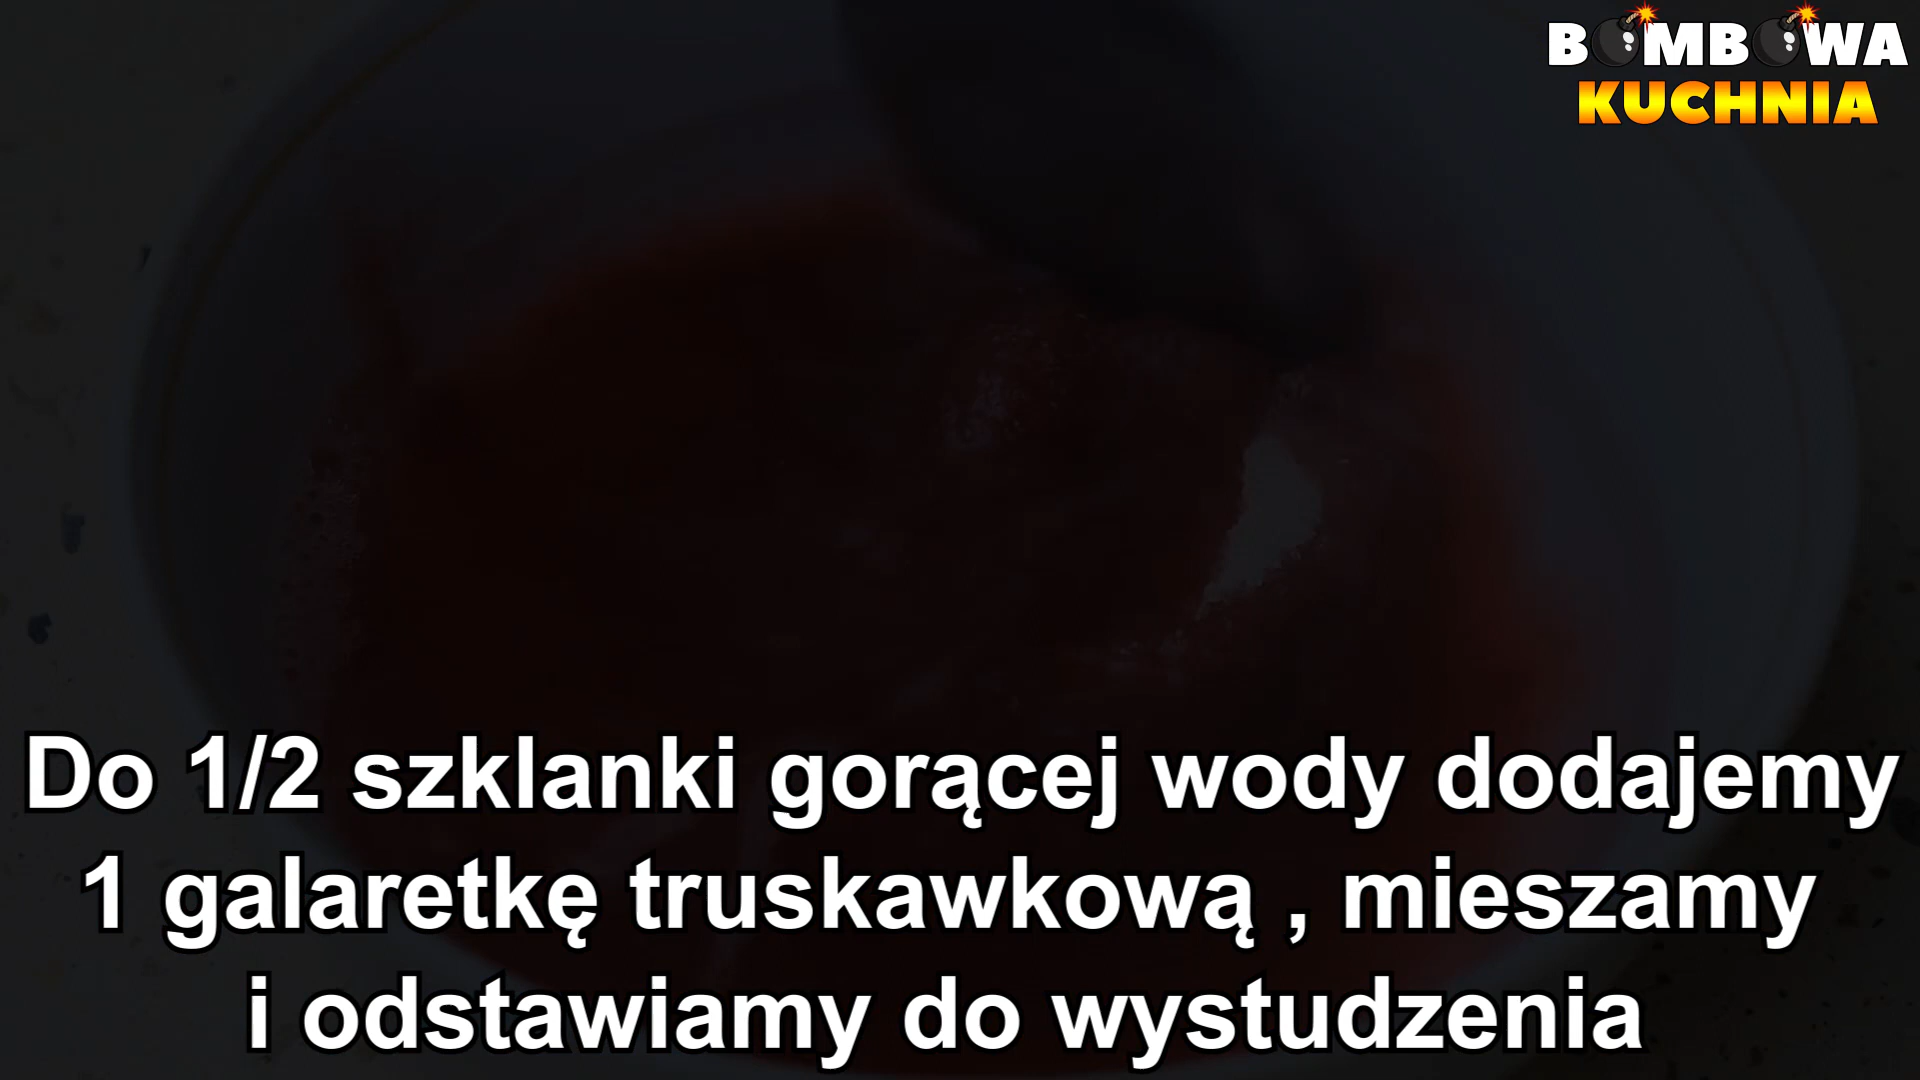 BOMBOWA
KUCHNIA
Do 1/2 szklanki gorącej wody dodajemy
1 galaretkę truskawkową , mieszamy
i odstawiamy do wystudzenia